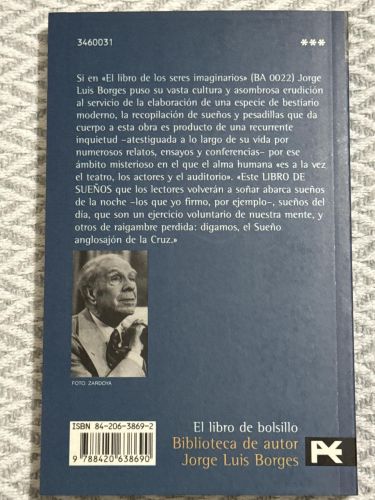 3460031
***
Si en «El libro de los seres imaginarios» (BA 0022) Jorge
Luis Borges puso su vasta cultura y asombrosa erudición
al servicio de la elaboración de una especie de bestiario
moderno, la recopilación de sueños y pesadillas que da
cuerpo a esta obra es producto de una recurrente
inquietud –atestiguada a lo largo de su vida por
numerosos relatos, ensayos y conferencias– por ese
ámbito misterioso en el que el alma humana «es a la vez
el teatro, los actores y el auditorio». «Este LIBRO DE
SUEÑOS que los lectores volverán a soñar abarca sueños
de la noche –los que yo firmo, por ejemplo–, sueños del
día, que son un ejercicio voluntario de nuestra mente, y
otros de raigambre perdida: digamos, el Sueño
anglosajón de la Cruz.»
FOTO: ZARDOYA
ISBN 84-206-3869-2
9 788420 638690
El libro de bolsillo
Biblioteca de autor
Jorge Luis Borges